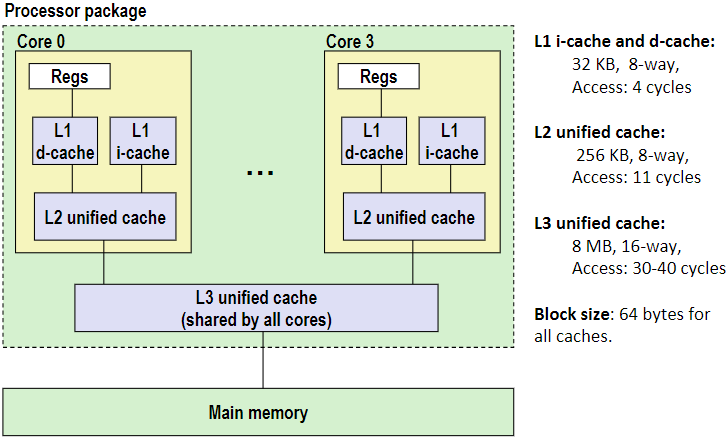 Processor package
Core 0
Core 3
Regs
Regs
L1
d-cache
L1
i-cache
L1
d-cache
L1
i-cache
...
L2 unified cache
L2 unified cache
L3 unified cache
(shared by all cores)
Main memory
L1 i-cache and d-cache:
32 KB, 8-way,
Access: 4 cycles
L2 unified cache:
256 KB, 8-way,
Access: 11 cycles
L3 unified cache:
8 MB, 16-way,
Access: 30-40 cycles
Block size: 64 bytes for
all caches.